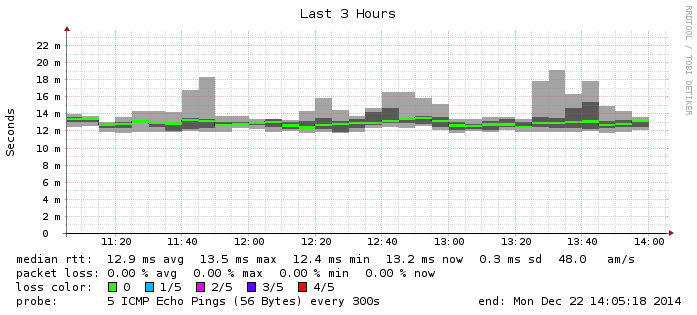 Last 3 Hours
RRDTOOL / TOBI OETIKER
Seconds
22 m
20 m
18 m
16 m
14 m
12 m
10 m
8 m
6 m
4 m
2 m
0
11:20 11:40 12:00 12:20 12:40 13:00 13:20 13:40 14:00
median rtt: 12.9 ms avg 13.5 ms max 12.4 ms min 13.2 ms now 0.3 ms sd 48.0 am/s
packet loss: 0.00 % avg 0.00 % max 0.00 % min 0.00 % now
loss color: 0 1/5 2/5 3/5 4/5
probe: 5 ICMP Echo Pings (56 Bytes) every 300s end: Mon Dec 22 14:05:18 2014